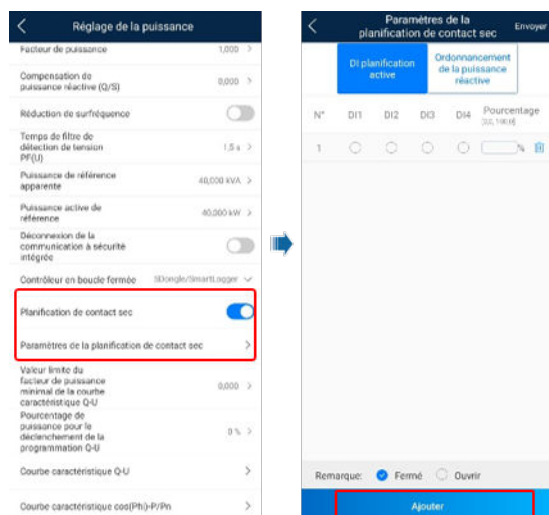 Réglage de la puissance
Facteur de puissance 1,000
Compensation de
puissance réactive (Q/S) 0,000
Réduction de surfréquence
Temps de filtre de
détection de tension
PF(U) 1,5 s
Puissance de référence
apparente 40,000 kVA
Puissance active de
référence 40,000 kW
Déconnexion de la
communication à sécurité
intégrée
Contrôleur en boucle fermée SDongle/SmartLogger
Planification de contact sec
Paramètres de la planification de contact sec
Valeur limite du
facteur de puissance
minimal de la courbe
caractéristique Q-U 0,000
Pourcentage de
puissance pour le
déclenchement de la
programmation Q-U 0 %
Courbe caractéristique Q-U
Courbe caractéristique cos(Phi)-P/Pn
Paramètres de la
planification de contact sec
Envoyer
DI planification
active
Ordonnancement
de la puissance
réactive
N° DI1 DI2 DI3 DI4 Pourcentage
1 %
Remarque: Fermé Ouvrir
Ajouter